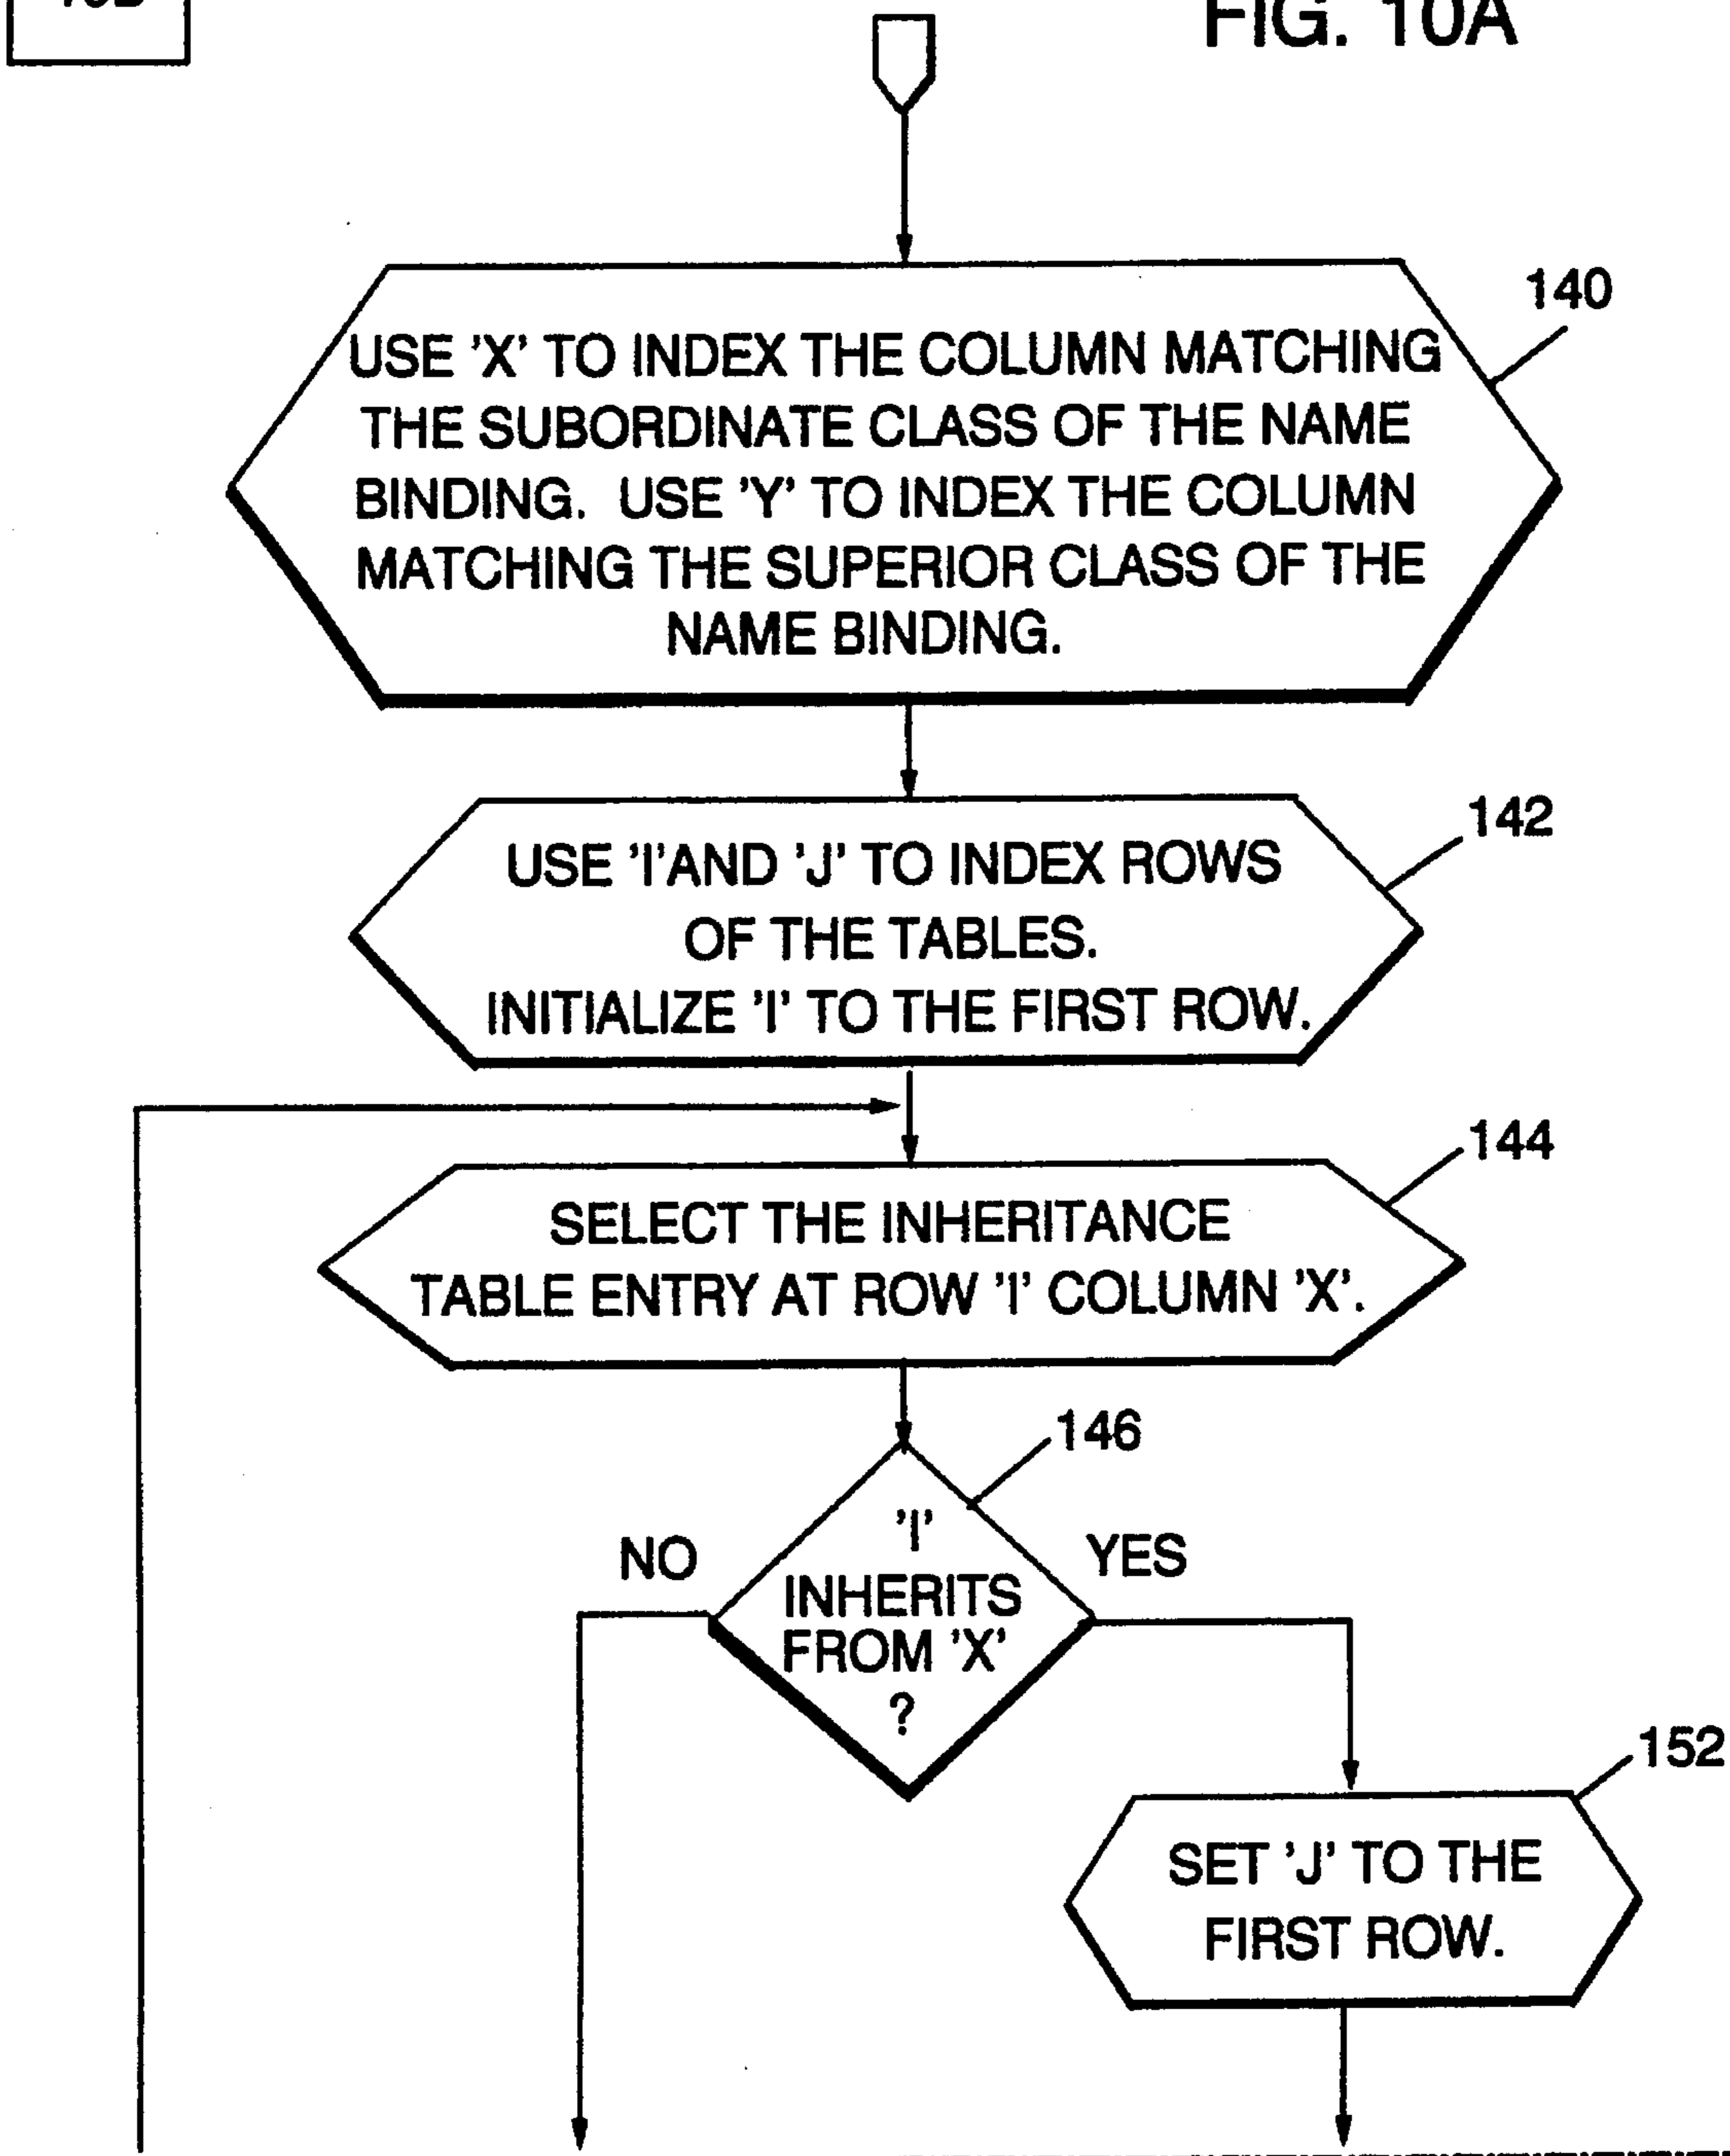 FIG. 10A
140
USE 'X' TO INDEX THE COLUMN MATCHING
THE SUBORDINATE CLASS OF THE NAME
BINDING.  USE 'Y' TO INDEX THE COLUMN
MATCHING THE SUPERIOR CLASS OF THE
NAME BINDING.
142
USE 'I'AND 'J' TO INDEX ROWS
OF THE TABLES.
INITIALIZE 'I' TO THE FIRST ROW.
144
SELECT THE INHERITANCE
TABLE ENTRY AT ROW 'I' COLUMN 'X'.
146
NO
YES
'I'
INHERITS
FROM 'X'
?
152
SET 'J' TO THE
FIRST ROW.